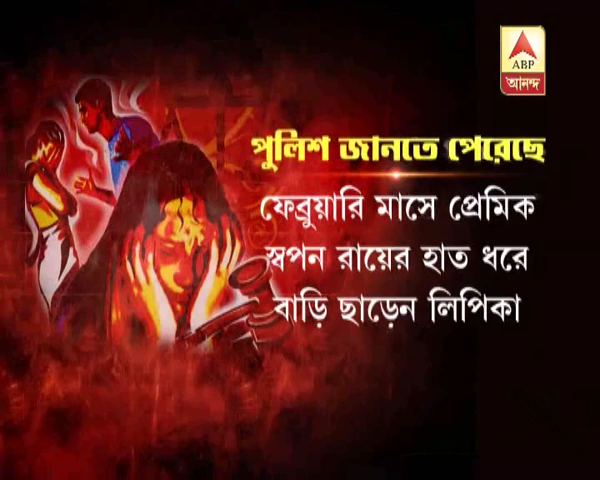 ABP
আনন্দ
পুলিশ জানতে পেরেছে
ফেব্রুয়ারি মাসে প্রেমিক
স্বপন রায়ের হাত ধরে
বাড়ি ছাড়েন লিপিকা